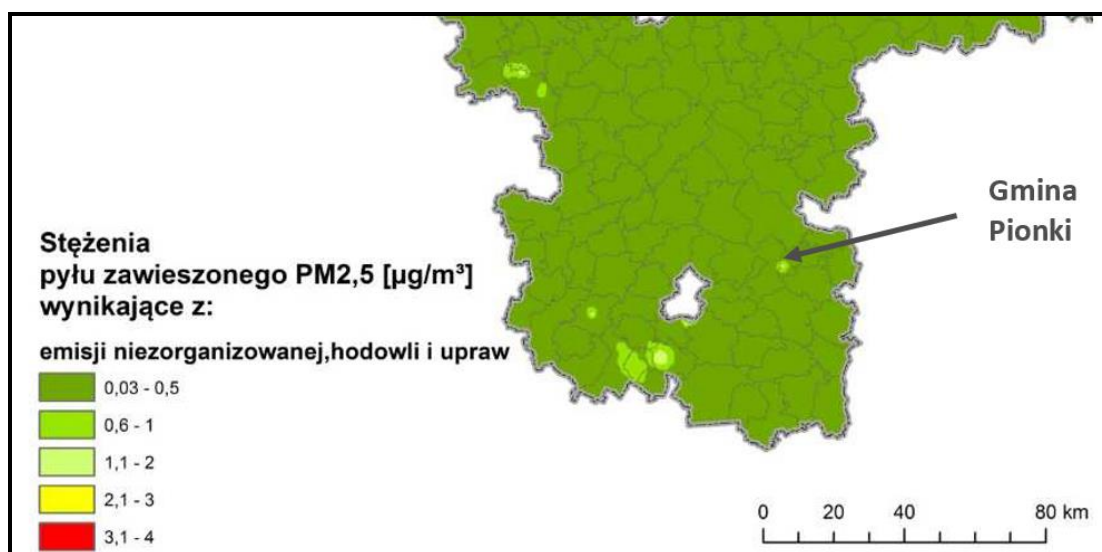 Gmina
Pionki
Stężenia
pyłu zawieszonego PM2,5 [µg/m³]
wynikające z:
emisji niezorganizowanej,hodowli i upraw
0,03 - 0,5
0,6 - 1
1,1 - 2
2,1 - 3
3,1 - 4
0 20 40 80 km